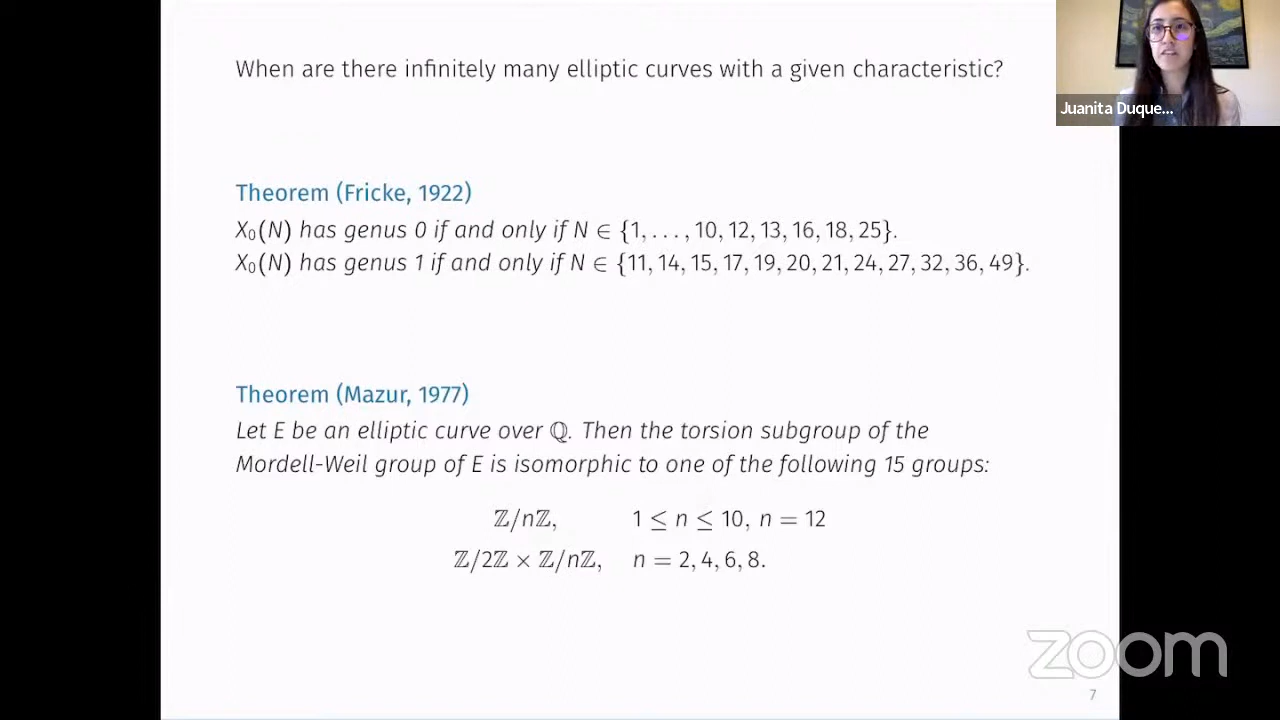 When are there infinitely many elliptic curves with a given characteristic?
Juanita Duque...
Theorem (Fricke, 1922)
X₀(N) has genus 0 if and only if N ∈ {1, . . . , 10, 12, 13, 16, 18, 25}.
X₀(N) has genus 1 if and only if N ∈ {11, 14, 15, 17, 19, 20, 21, 24, 27, 32, 36, 49}.
Theorem (Mazur, 1977)
Let E be an elliptic curve over ℚ. Then the torsion subgroup of the
Mordell-Weil group of E is isomorphic to one of the following 15 groups:
ℤ/nℤ, 1 ≤ n ≤ 10, n = 12
ℤ/2ℤ × ℤ/nℤ, n = 2, 4, 6, 8.
zoom
7